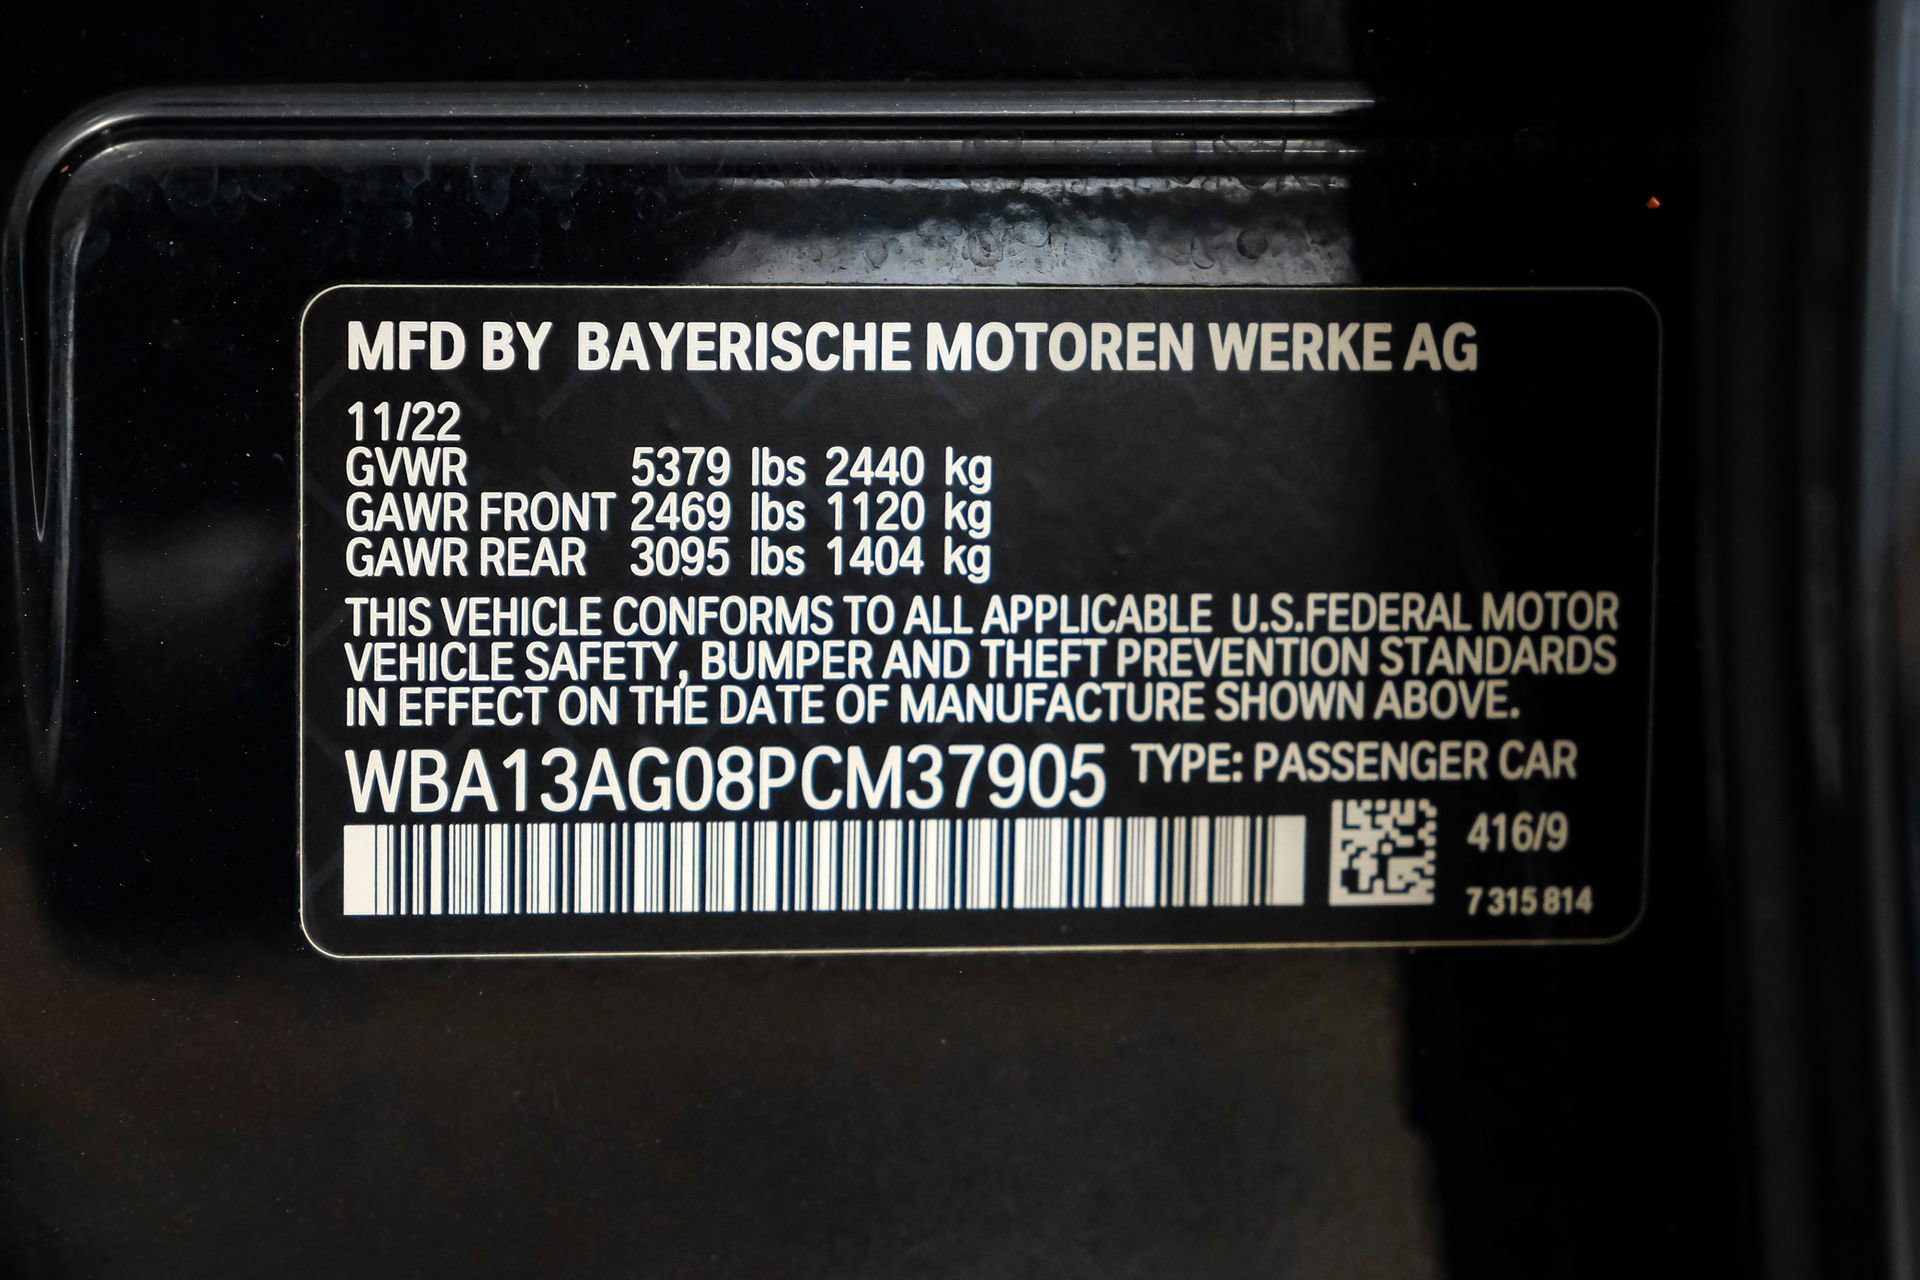 MFD BY BAYERISCHE MOTOREN WERKE AG
11/22
GVWR 5379 lbs 2440 kg
GAWR FRONT 2469 lbs 1120 kg
GAWR REAR 3095 lbs 1404 kg
THIS VEHICLE CONFORMS TO ALL APPLICABLE U.S.FEDERAL MOTOR
VEHICLE SAFETY, BUMPER AND THEFT PREVENTION STANDARDS
IN EFFECT ON THE DATE OF MANUFACTURE SHOWN ABOVE.
WBA13AG08PCM37905 TYPE: PASSENGER CAR
416/9
7 315 814